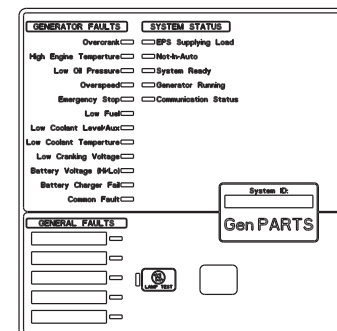 GENERATOR FAULTS
Overcrank
High Engine Temperture
Low Oil Pressure
Overspeed
Emergency Stop
Low Fuel
Low Coolant Level/Aux
Low Coolant Temperture
Low Cranking Voltage
Battery Voltage (Hi/Lo)
Battery Charger Fail
Common Fault
SYSTEM STATUS
EPS Supplying Load
Not-In-Auto
System Ready
Generator Running
Communication Status
System ID:
Gen PARTS
GENERAL FAULTS
LAMP TEST